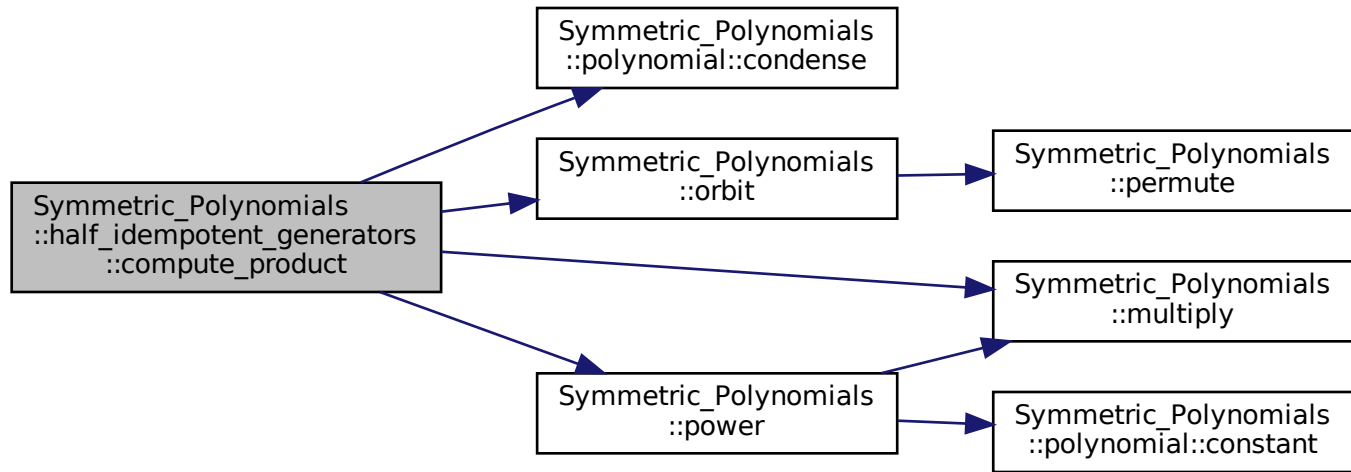 Symmetric_Polynomials
::half_idempotent_generators
::compute_product
Symmetric_Polynomials
::polynomial::condense
Symmetric_Polynomials
::orbit
Symmetric_Polynomials
::permute
Symmetric_Polynomials
::multiply
Symmetric_Polynomials
::power
Symmetric_Polynomials
::polynomial::constant